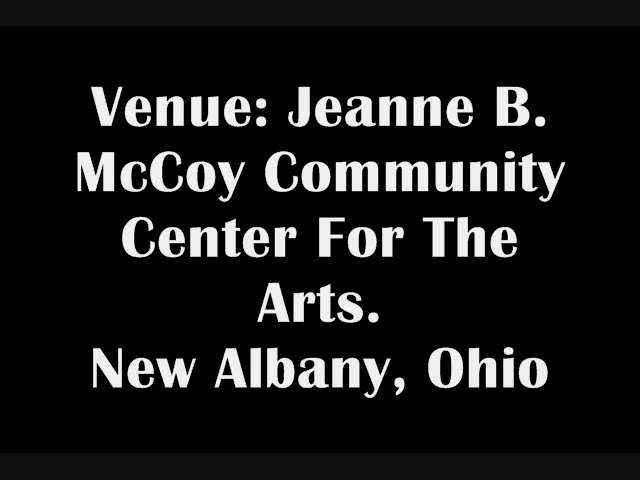 Venue: Jeanne B.
McCoy Community
Center For The
Arts.
New Albany, Ohio